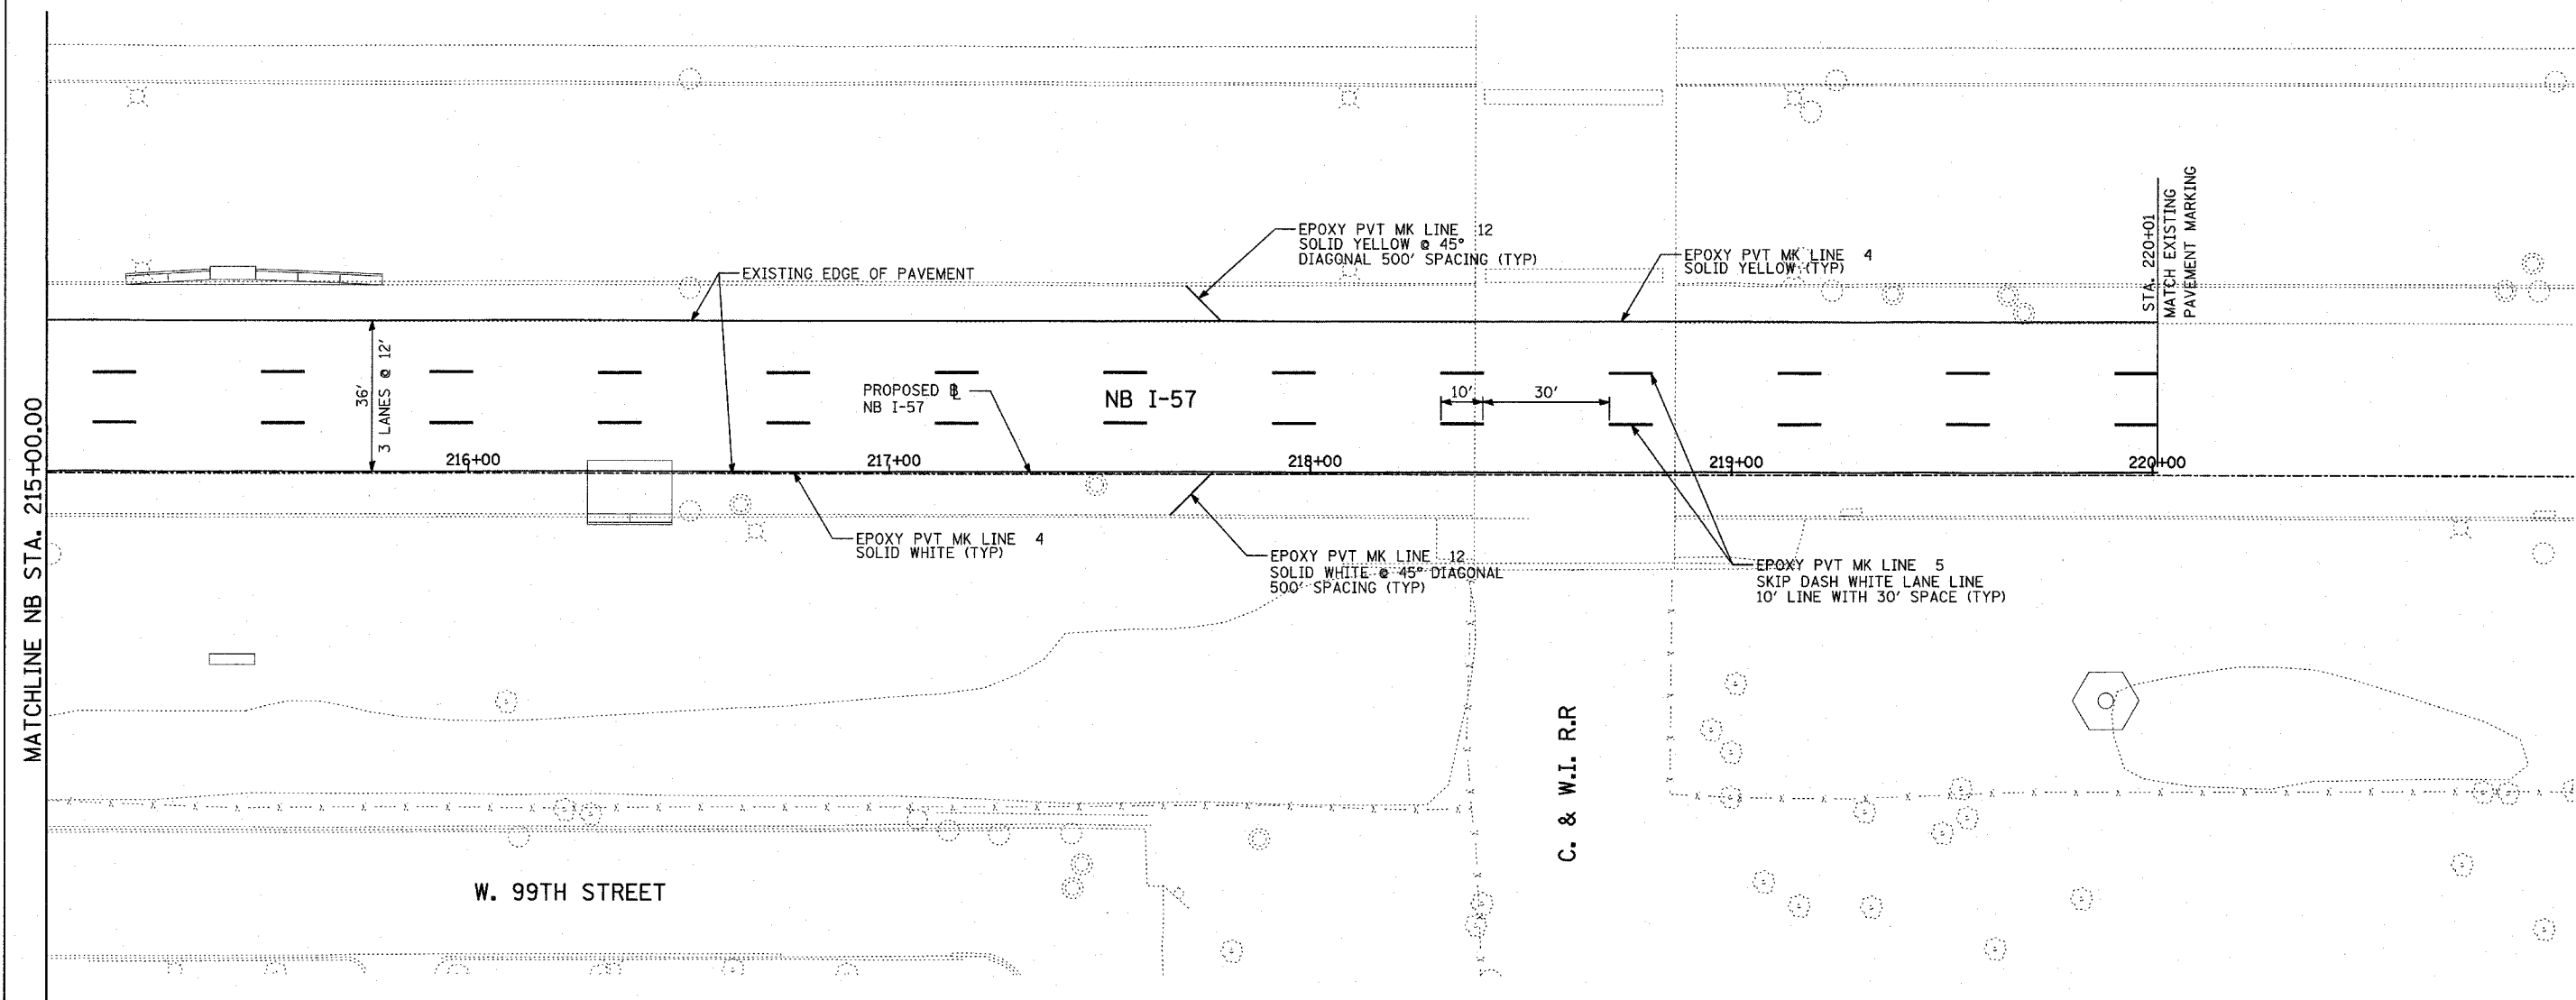 MATCHLINE NB STA. 215+00.00
EPOXY PVT MK LINE 12
SOLID YELLOW @ 45°
DIAGONAL 500' SPACING (TYP)
EPOXY PVT MK LINE 4
SOLID YELLOW (TYP)
STA. 220+01
MATCH EXISTING
PAVEMENT MARKING
EXISTING EDGE OF PAVEMENT
36'
3 LANES @ 12'
PROPOSED ℄
NB I-57
NB I-57
10'
30'
216+00
217+00
218+00
219+00
220+00
EPOXY PVT MK LINE 4
SOLID WHITE (TYP)
EPOXY PVT MK LINE 12
SOLID WHITE @ 45° DIAGONAL
500' SPACING (TYP)
EPOXY PVT MK LINE 5
SKIP DASH WHITE LANE LINE
10' LINE WITH 30' SPACE (TYP)
C. & W.I. R.R
W. 99TH STREET